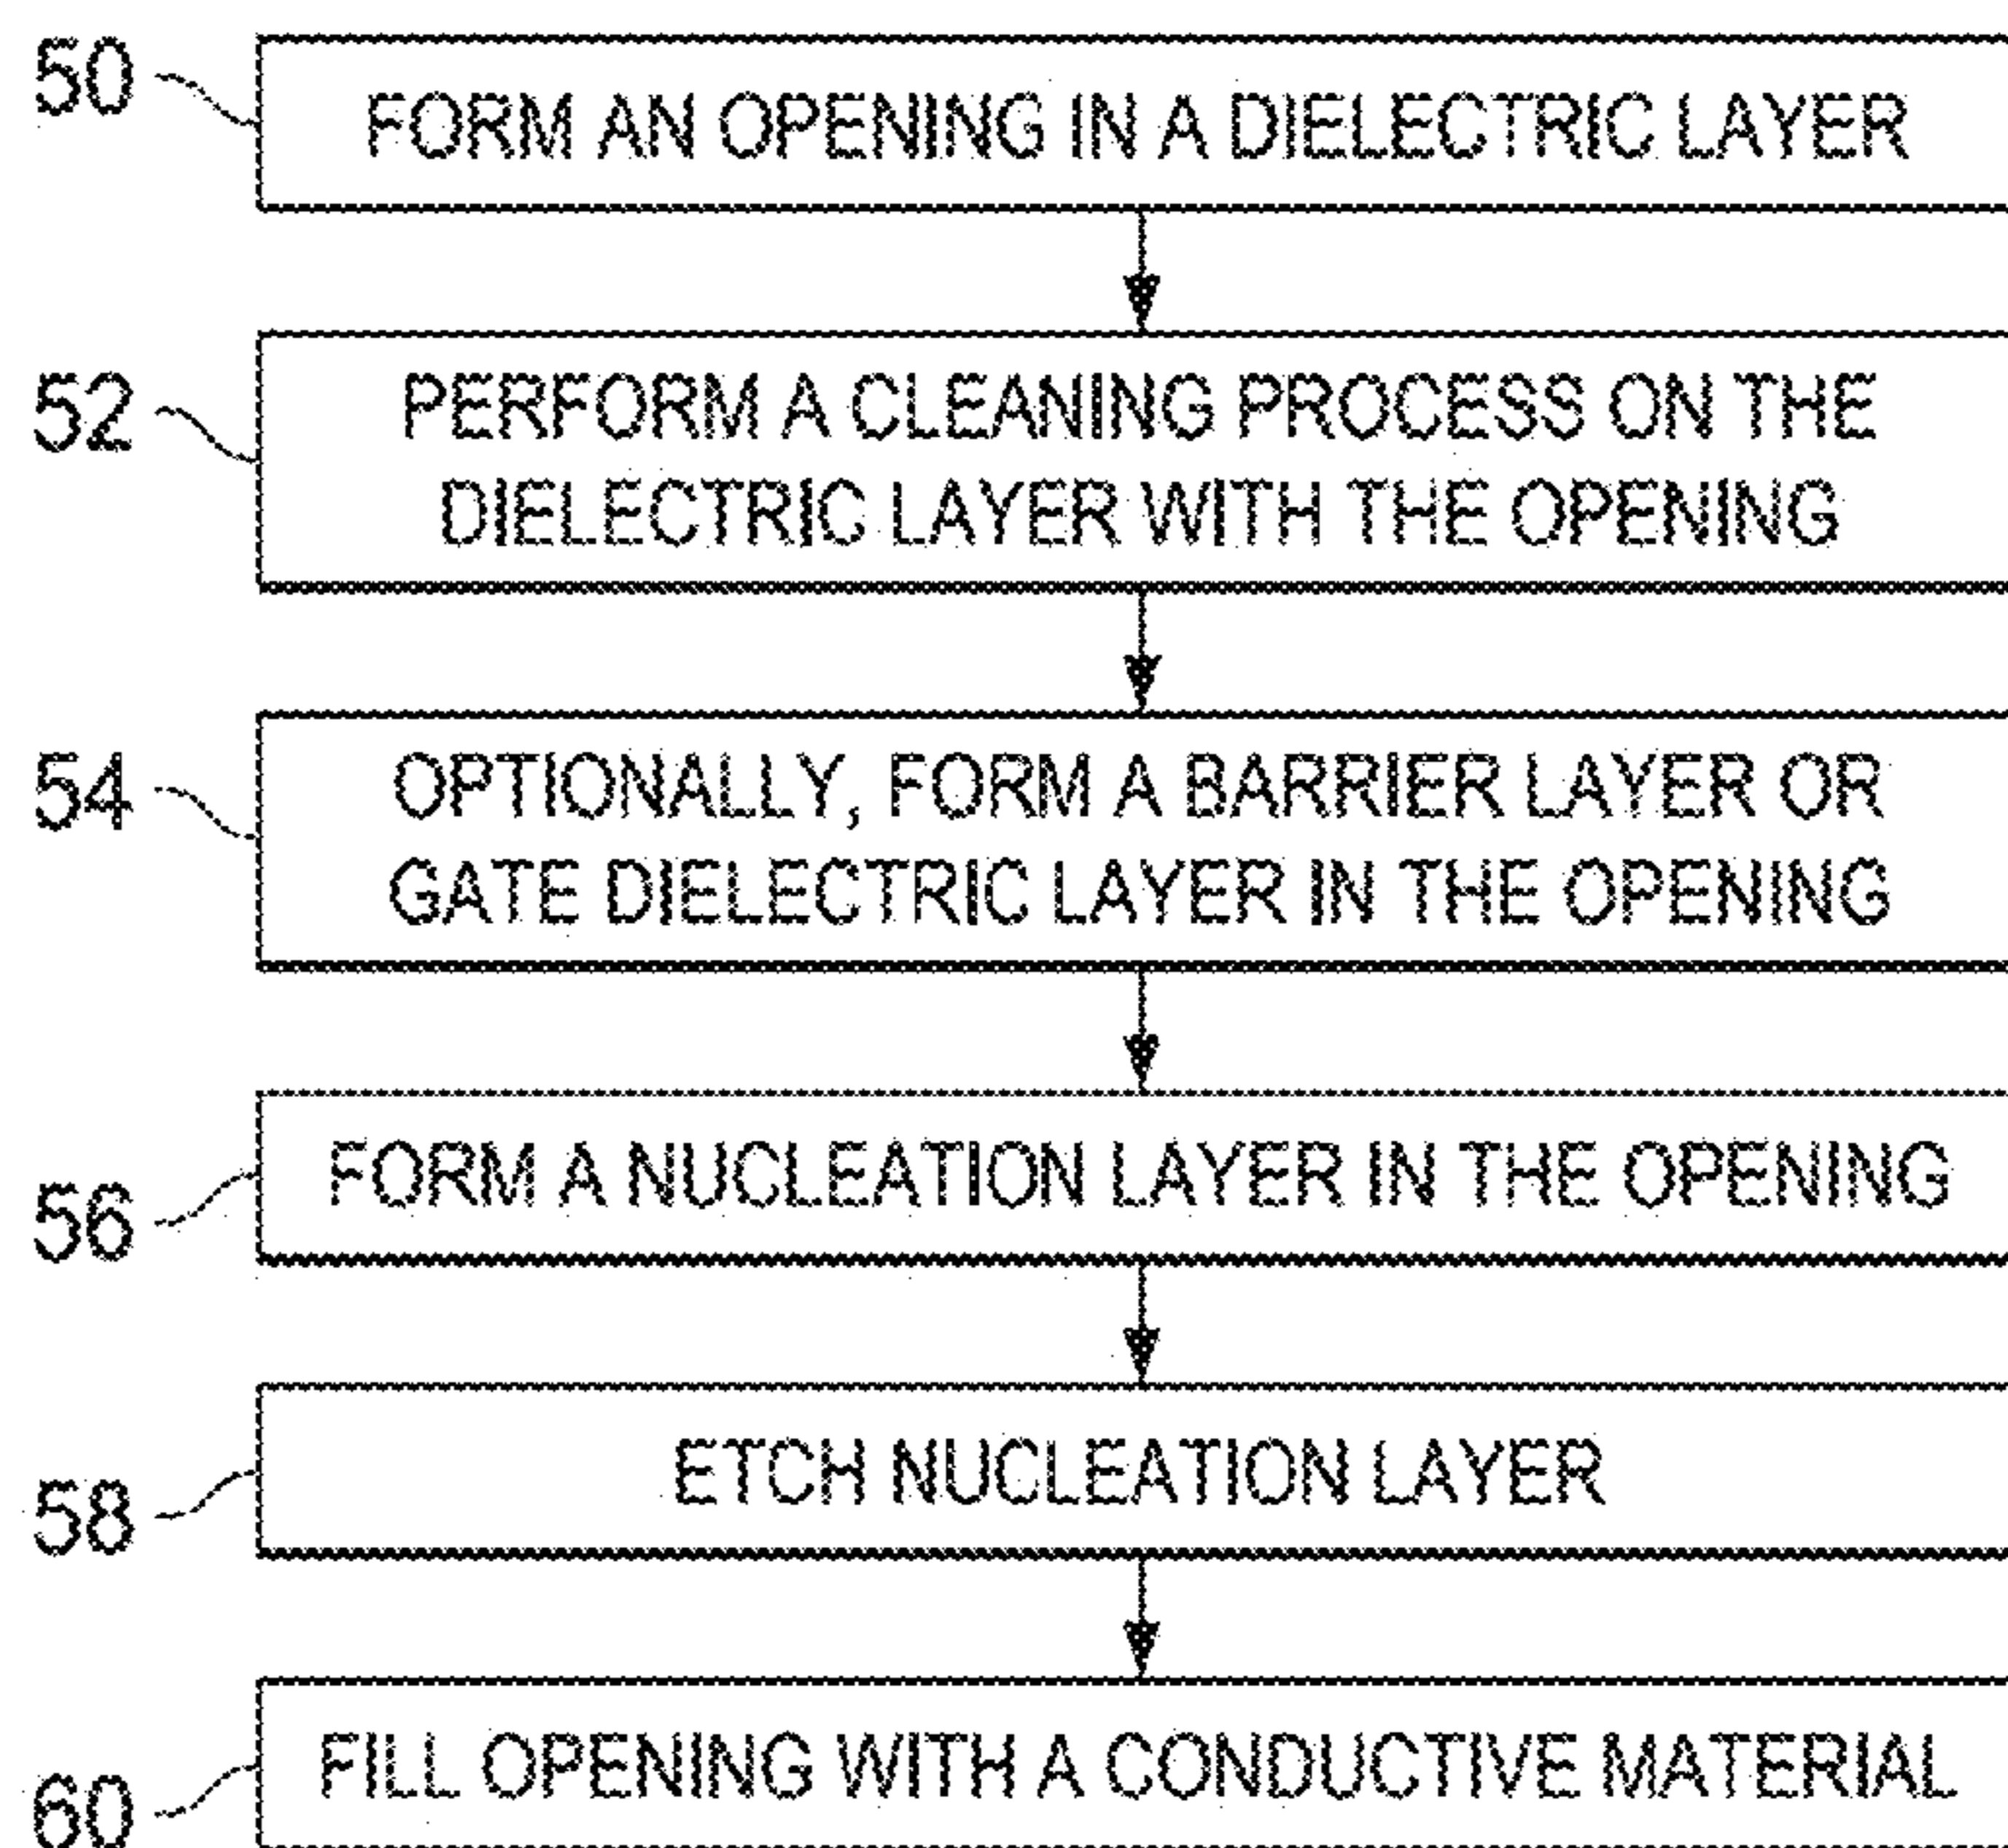 50
FORM AN OPENING IN A DIELECTRIC LAYER
52
PERFORM A CLEANING PROCESS ON THE
DIELECTRIC LAYER WITH THE OPENING
54
OPTIONALLY, FORM A BARRIER LAYER OR
GATE DIELECTRIC LAYER IN THE OPENING
56
FORM A NUCLEATION LAYER IN THE OPENING
58
ETCH NUCLEATION LAYER
60
FILL OPENING WITH A CONDUCTIVE MATERIAL